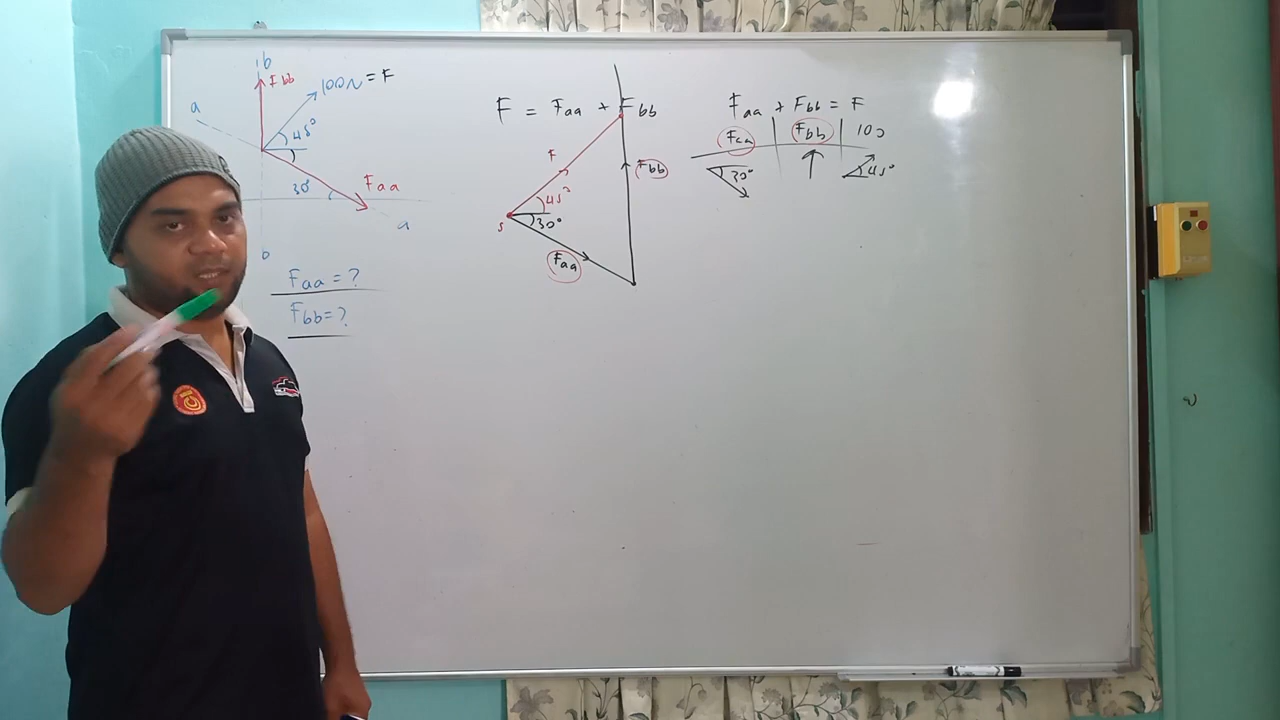 b
Fbb
100N = F
a
45°
30°
Faa
a
b
Faa = ?
Fbb = ?
F = Faa + Fbb
F
Fbb
45°
30°
S
Faa
Faa + Fbb = F
Faa Fbb 100
30° 45°